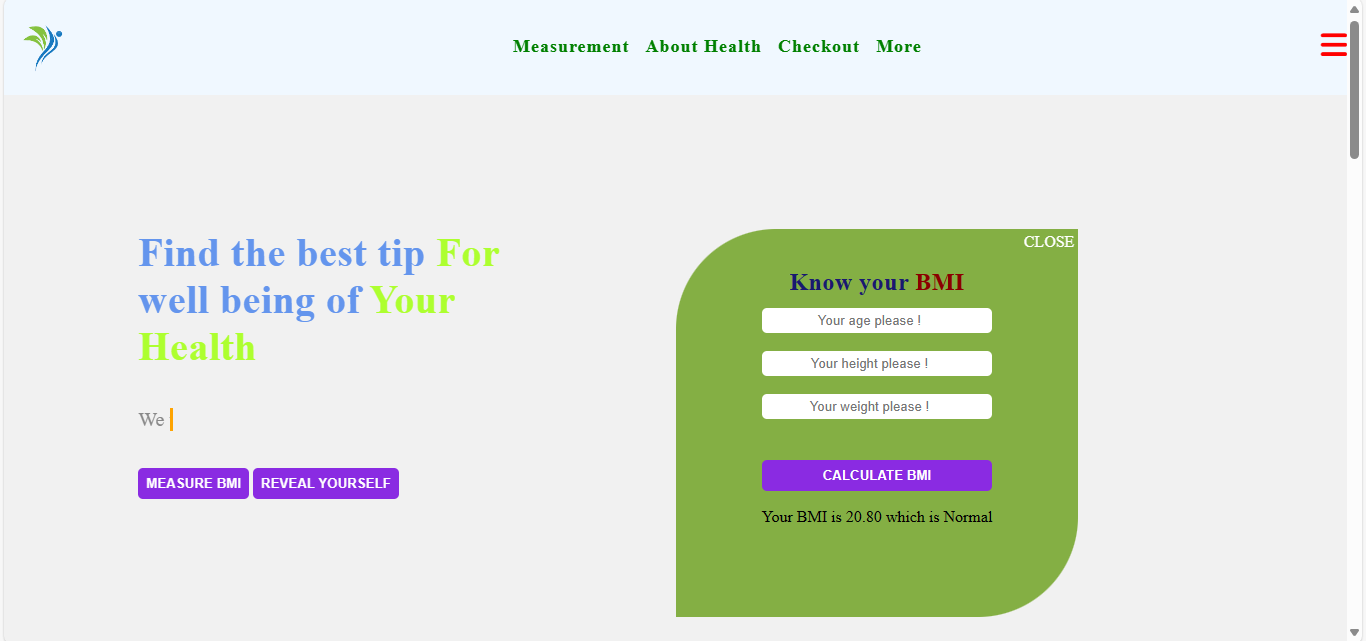 Measurement About Health Checkout More
Find the best tip For
well being of Your
Health
We
MEASURE BMI REVEAL YOURSELF
CLOSE
Know your BMI
Your age please !
Your height please !
Your weight please !
CALCULATE BMI
Your BMI is 20.80 which is Normal